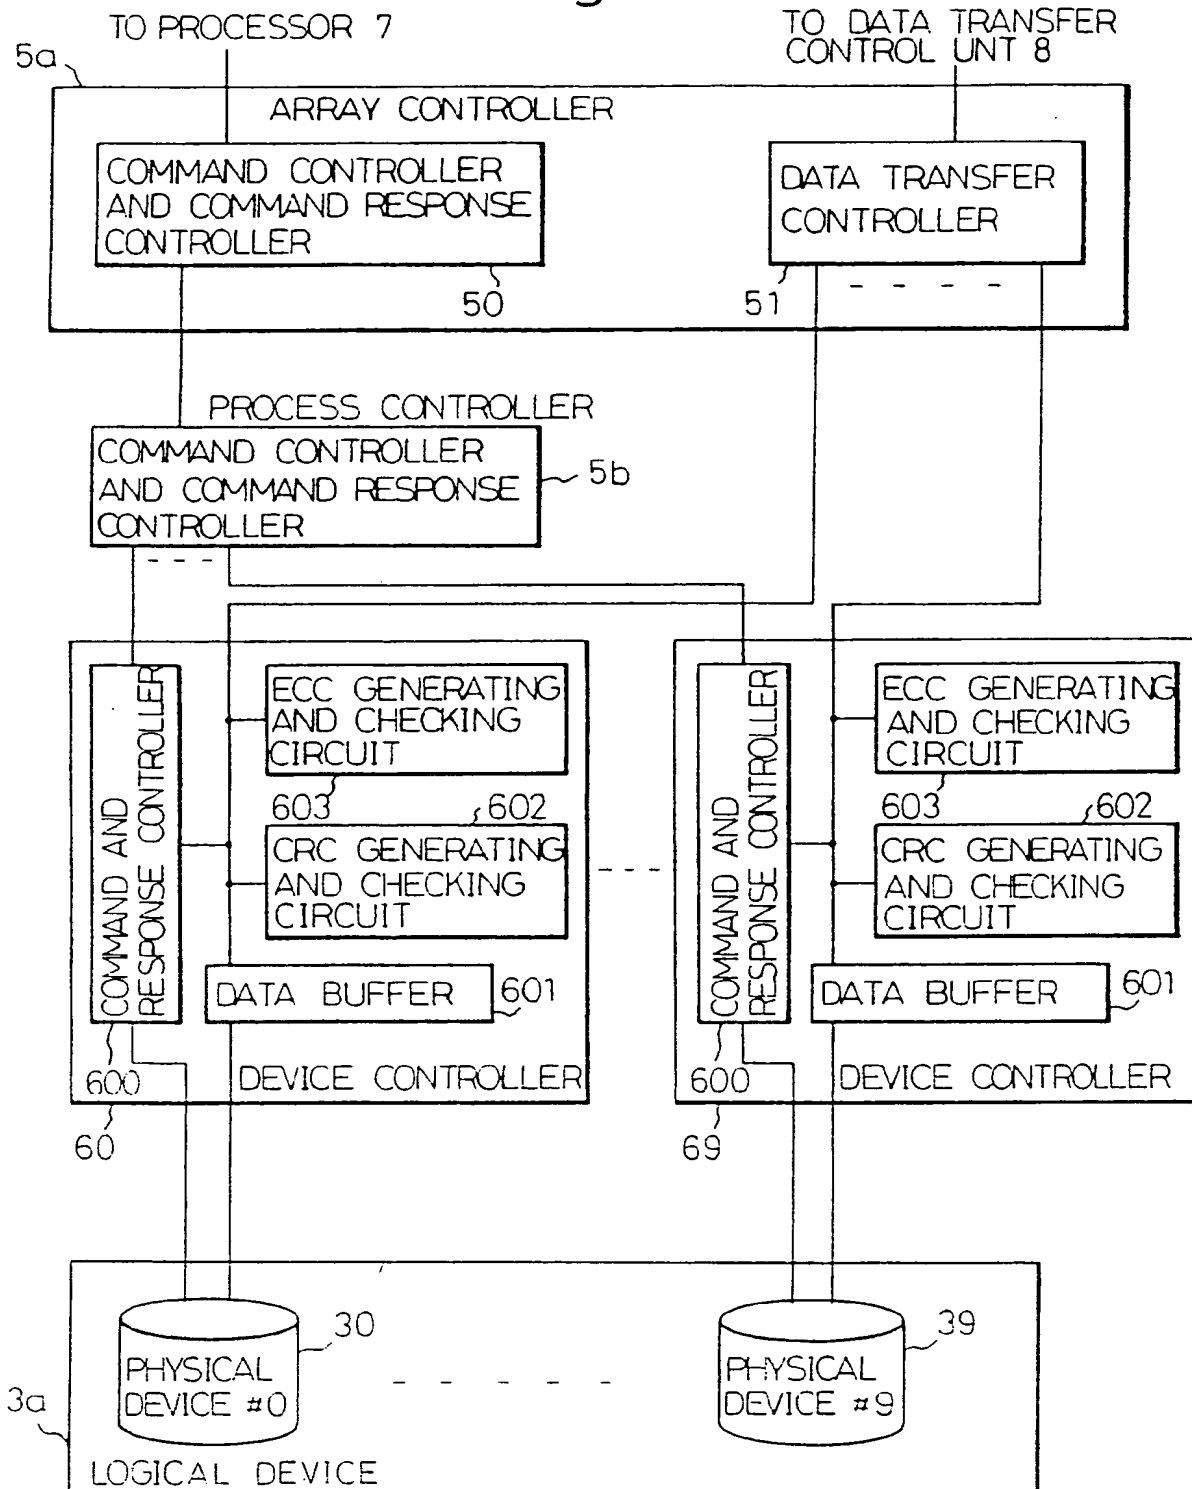 g
TO PROCESSOR 7
TO DATA TRANSFER
CONTROL UNT 8
5a
ARRAY CONTROLLER
COMMAND CONTROLLER
AND COMMAND RESPONSE
CONTROLLER
50
DATA TRANSFER
CONTROLLER
51
PROCESS CONTROLLER
COMMAND CONTROLLER
AND COMMAND RESPONSE
CONTROLLER
5b
COMMAND AND
RESPONSE CONTROLLER
ECC GENERATING
AND CHECKING
CIRCUIT
603
602
CRC GENERATING
AND CHECKING
CIRCUIT
DATA BUFFER
601
600
DEVICE CONTROLLER
60
COMMAND AND
RESPONSE CONTROLLER
ECC GENERATING
AND CHECKING
CIRCUIT
603
602
CRC GENERATING
AND CHECKING
CIRCUIT
DATA BUFFER
601
600
DEVICE CONTROLLER
69
30
PHYSICAL
DEVICE #0
39
PHYSICAL
DEVICE #9
3a
LOGICAL DEVICE